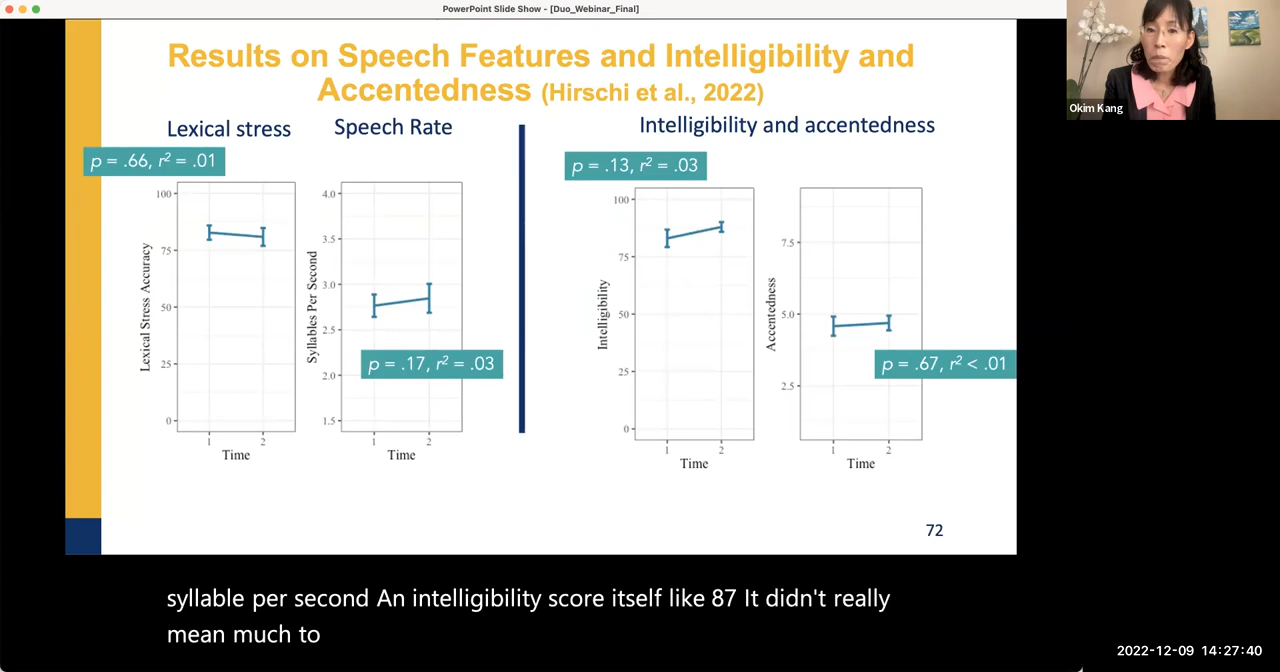 PowerPoint Slide Show - [Duo_Webinar_Final]
Results on Speech Features and Intelligibility and
Accentedness (Hirschi et al., 2022)
Lexical stress
Speech Rate
Intelligibility and accentedness
p = .66, r² = .01
p = .13, r² = .03
100
75
50
25
0
Lexical Stress Accuracy
1 2
Time
4.0
3.5
3.0
2.5
2.0
1.5
Syllables Per Second
p = .17, r² = .03
1 2
Time
100
75
50
25
0
Intelligibility
1 2
Time
7.5
5.0
2.5
Accentedness
p = .67, r² < .01
1 2
Time
72
Okim Kang
syllable per second An intelligibility score itself like 87 It didn't really
mean much to
2022-12-09 14:27:40